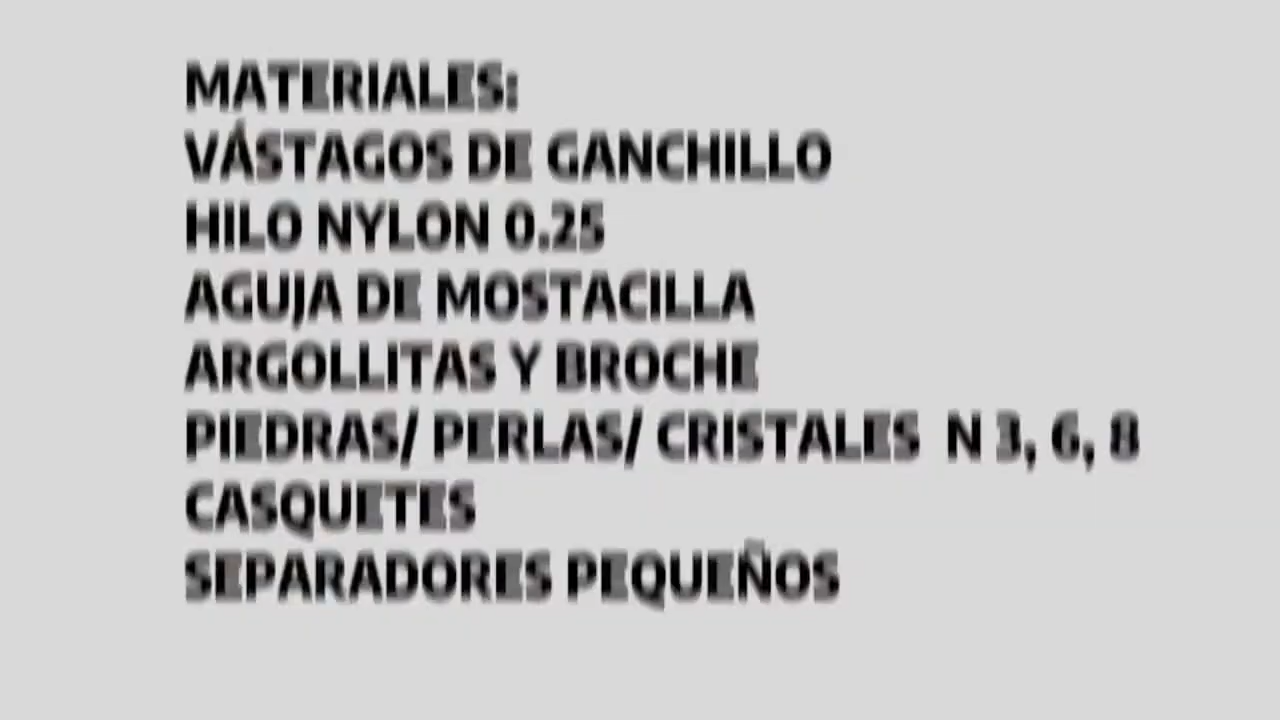 MATERIALES:
VÁSTAGOS DE GANCHILLO
HILO NYLON 0.25
AGUJA DE MOSTACILLA
ARGOLLITAS Y BROCHE
PIEDRAS/ PERLAS/ CRISTALES N 3, 6, 8
CASQUETES
SEPARADORES PEQUEÑOS